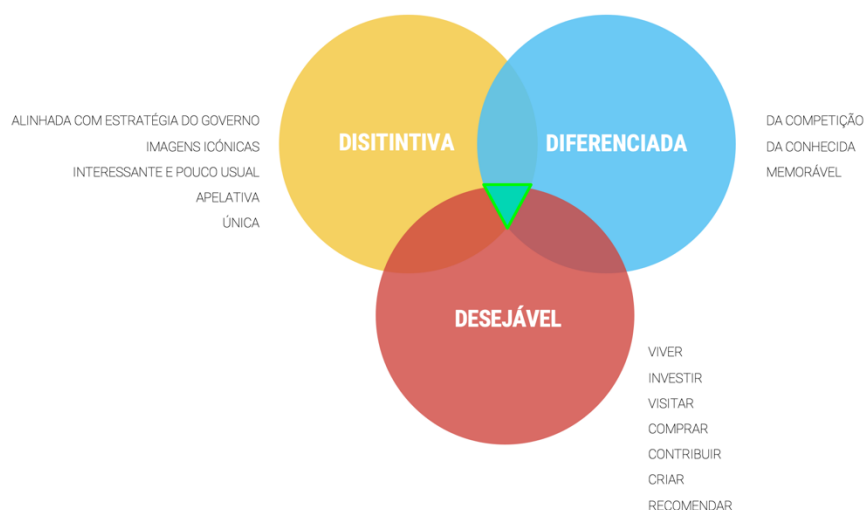 ALINHADA COM ESTRATÉGIA DO GOVERNO
IMAGENS ICÓNICAS
INTERESSANTE E POUCO USUAL
APELATIVA
ÚNICA
DISITINTIVA
DIFERENCIADA
DA COMPETIÇÃO
DA CONHECIDA
MEMORÁVEL
DESEJÁVEL
VIVER
INVESTIR
VISITAR
COMPRAR
CONTRIBUIR
CRIAR
RECOMENDAR